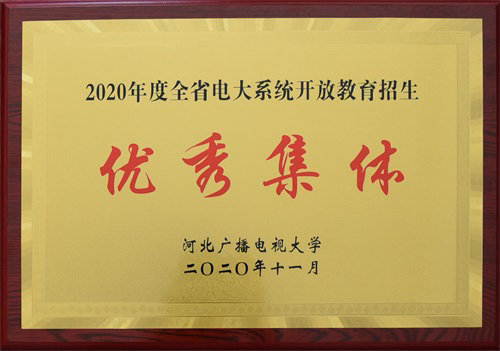 2020年度全省电大系统开放教育招生
优秀集体
河北广播电视大学
二〇二〇年十一月